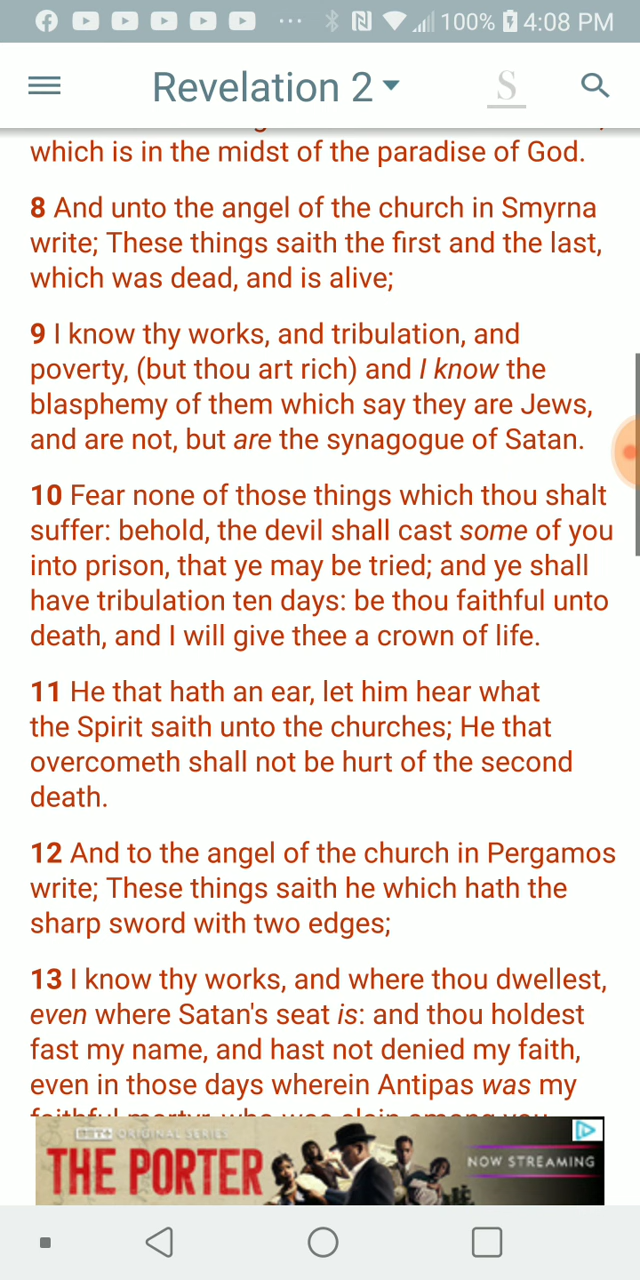 100% 4:08 PM
Revelation 2
S
which is in the midst of the paradise of God.
8 And unto the angel of the church in Smyrna
write; These things saith the first and the last,
which was dead, and is alive;
9 I know thy works, and tribulation, and
poverty, (but thou art rich) and I know the
blasphemy of them which say they are Jews,
and are not, but are the synagogue of Satan.
10 Fear none of those things which thou shalt
suffer: behold, the devil shall cast some of you
into prison, that ye may be tried; and ye shall
have tribulation ten days: be thou faithful unto
death, and I will give thee a crown of life.
11 He that hath an ear, let him hear what
the Spirit saith unto the churches; He that
overcometh shall not be hurt of the second
death.
12 And to the angel of the church in Pergamos
write; These things saith he which hath the
sharp sword with two edges;
13 I know thy works, and where thou dwellest,
even where Satan's seat is: and thou holdest
fast my name, and hast not denied my faith,
even in those days wherein Antipas was my
faithful martyr, who was slain among you,
BET+ ORIGINAL SERIES
THE PORTER
NOW STREAMING